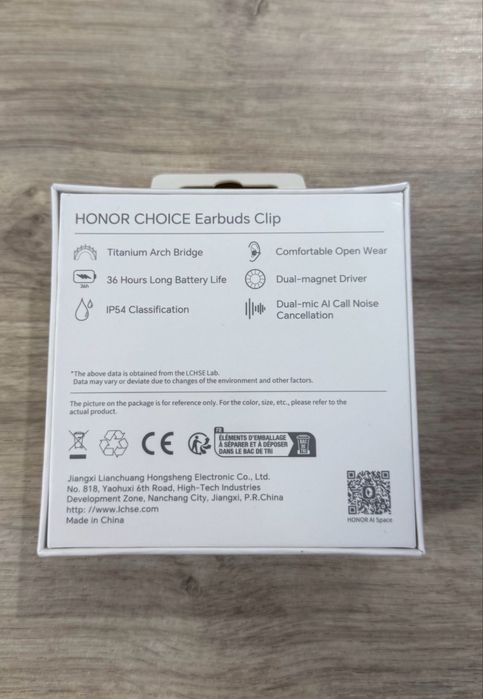 HONOR CHOICE Earbuds Clip
Titanium Arch Bridge
Comfortable Open Wear
36h
36 Hours Long Battery Life
Dual-magnet Driver
IP54 Classification
Dual-mic AI Call Noise
Cancellation
*The above data is obtained from the LCHSE Lab.
Data may vary or deviate due to changes of the environment and other factors.
The picture on the package is for reference only. For the color, size, etc., please refer to the
actual product.
CE
FR
ÉLÉMENTS D'EMBALLAGE
À SÉPARER ET À DÉPOSER
DANS LE BAC DE TRI
BAC
DE
TRI
Jiangxi Lianchuang Hongsheng Electronic Co., Ltd.
No. 818, Yaohuxi 6th Road, High-Tech Industries
Development Zone, Nanchang City, Jiangxi, P.R.China
http: //www.lchse.com
Made in China
HONOR AI Space